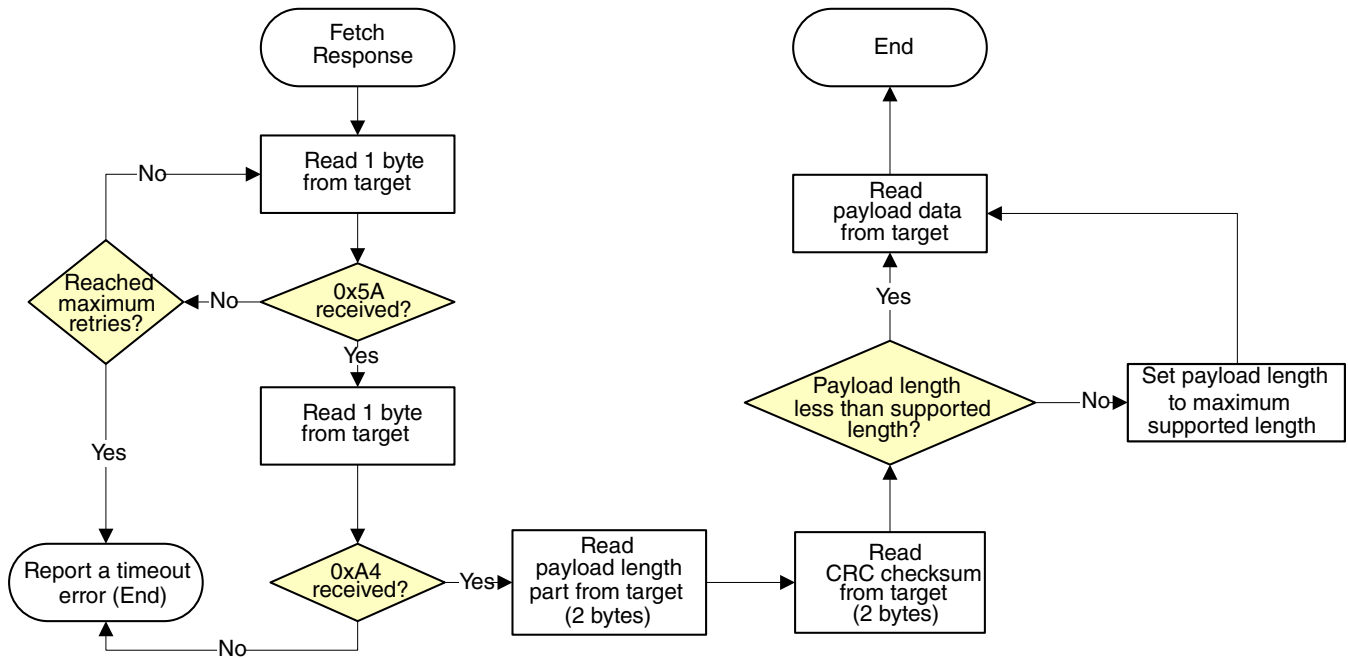 Fetch
Response
Read 1 byte
from target
No
Reached
maximum
retries?
No
0x5A
received?
Yes
Read 1 byte
from target
Yes
Report a timeout
error (End)
0xA4
received?
No
Yes
Read
payload length
part from target
(2 bytes)
Read
CRC checksum
from target
(2 bytes)
Payload length
less than supported
length?
No
Set payload length
to maximum
supported length
Yes
Read
payload data
from target
End